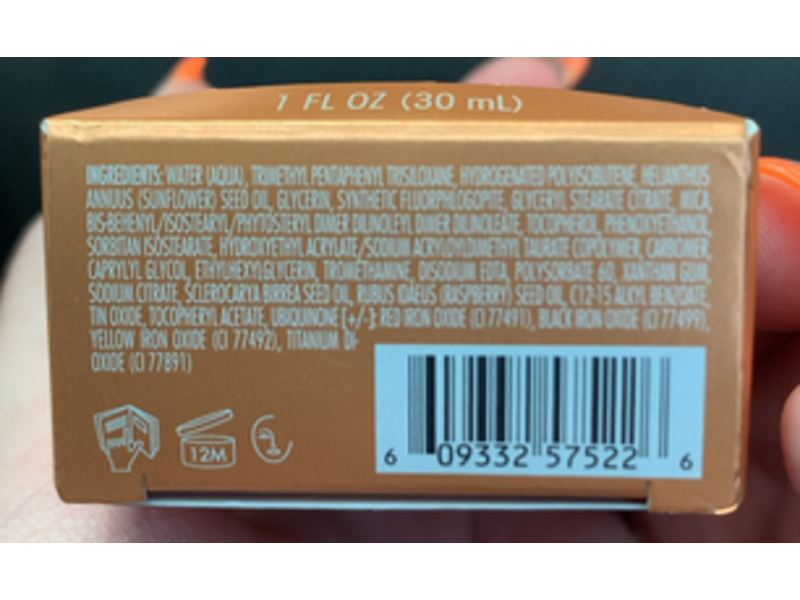 1 FL OZ (30 mL)
INGREDIENTS: WATER (AQUA), TRIMETHYL PENTAPHENYL TRISILOXANE, HYDROGENATED POLYISOBUTENE, HELIANTHUS
ANNUUS (SUNFLOWER) SEED OIL, GLYCERIN, SYNTHETIC FLUORPHLOGOPITE, GLYCERYL STEARATE CITRATE, MICA,
BIS-BEHENYL/ISOSTEARYL/PHYTOSTERYL DIMER DILINOLEYL DIMER DILINOLEATE, TOCOPHEROL, PHENOXYETHANOL,
SORBITAN ISOSTEARATE, HYDROXYETHYL ACRYLATE/SODIUM ACRYLOYLDIMETHYL TAURATE COPOLYMER, CARBOMER,
CAPRYLYL GLYCOL, ETHYLHEXYLGLYCERIN, TROMETHAMINE, DISODIUM EDTA, POLYSORBATE 60, XANTHAN GUM,
SODIUM CITRATE, SCLEROCARYA BIRREA SEED OIL, RUBUS IDAEUS (RASPBERRY) SEED OIL, C12-15 ALKYL BENZOATE,
TIN OXIDE, TOCOPHERYL ACETATE, UBIQUINONE [+/-]: RED IRON OXIDE (CI 77491), BLACK IRON OXIDE (CI 77499),
YELLOW IRON OXIDE (CI 77492), TITANIUM DI-
OXIDE (CI 77891)
12M
6 09332 57522 6